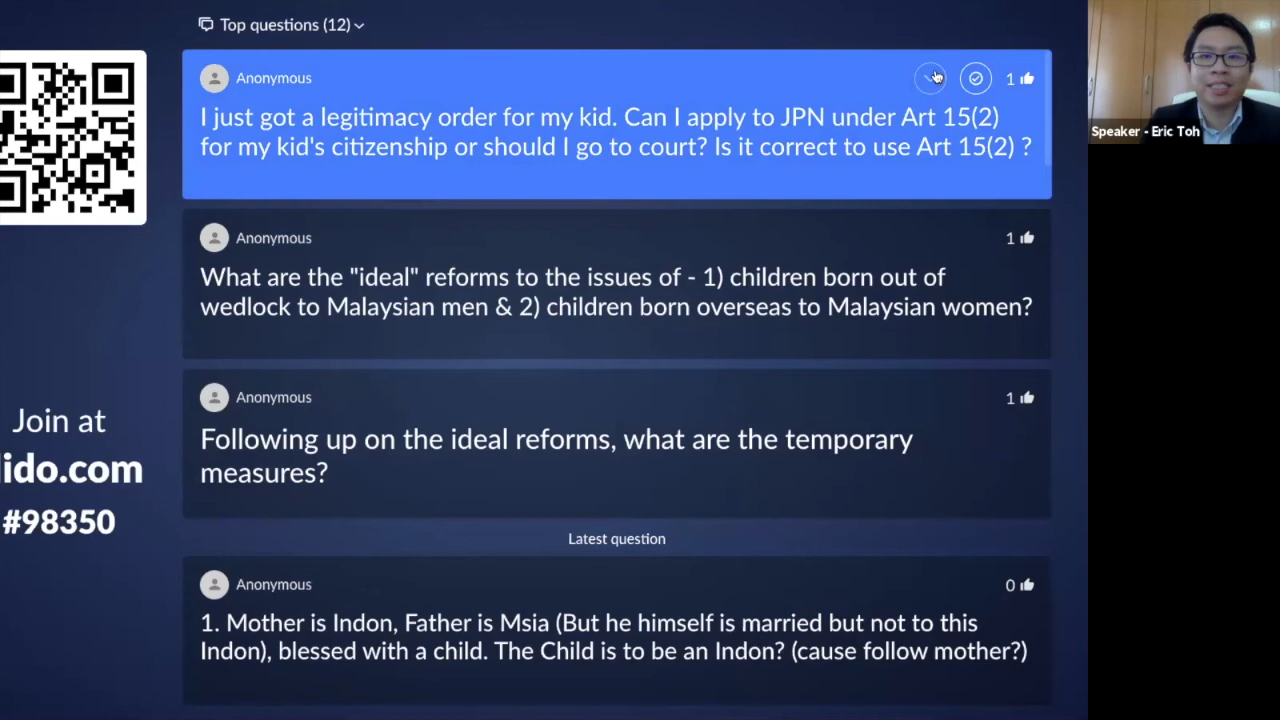 Top questions (12)
Anonymous
1
I just got a legitimacy order for my kid. Can I apply to JPN under Art 15(2)
for my kid's citizenship or should I go to court? Is it correct to use Art 15(2) ?
Speaker - Eric Toh
Anonymous
1
What are the "ideal" reforms to the issues of - 1) children born out of
wedlock to Malaysian men & 2) children born overseas to Malaysian women?
Anonymous
1
Following up on the ideal reforms, what are the temporary
measures?
Join at
lido.com
#98350
Latest question
Anonymous
0
1. Mother is Indon, Father is Msia (But he himself is married but not to this
Indon), blessed with a child. The Child is to be an Indon? (cause follow mother?)